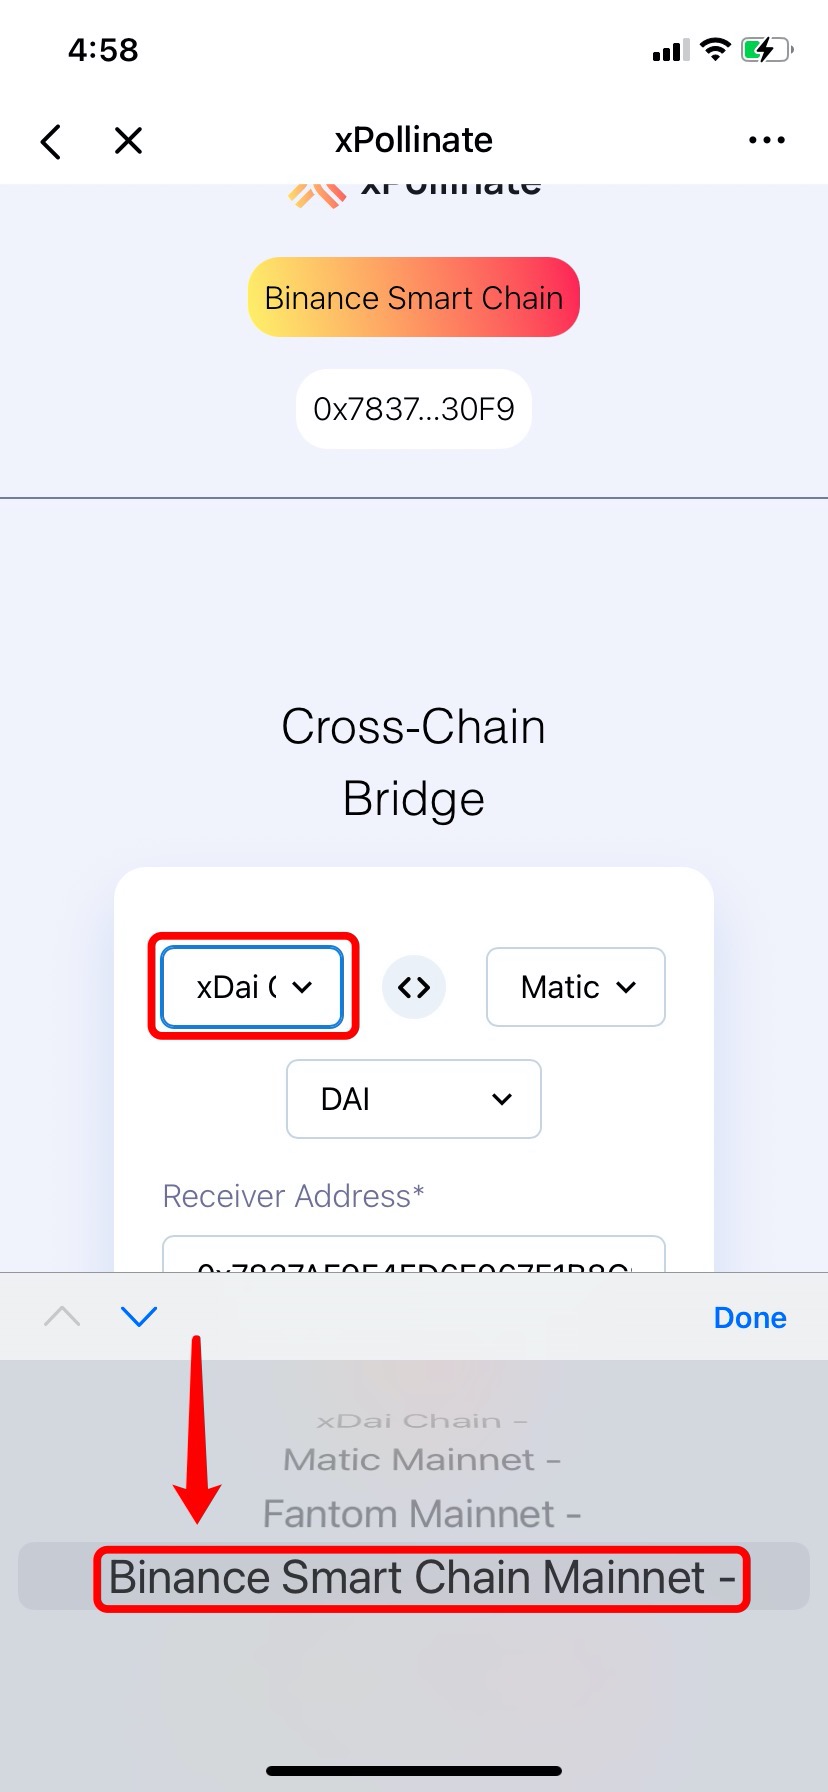 4:58
xPollinate
xPollinate
Binance Smart Chain
0x7837...30F9
Cross-Chain
Bridge
xDai
Matic
DAI
Receiver Address*
Done
xDai Chain -
Matic Mainnet -
Fantom Mainnet -
Binance Smart Chain Mainnet -